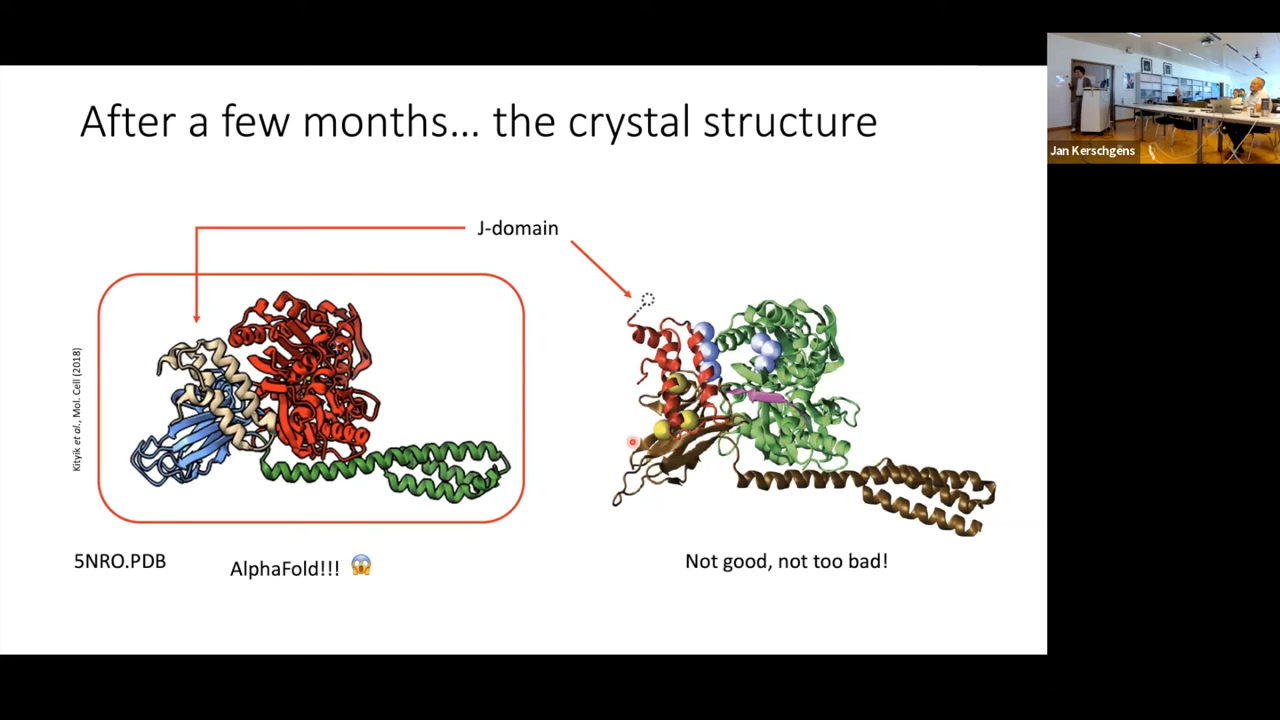 After a few months... the crystal structure
Jan Kerschgens
J-domain
Kityik et al., Mol. Cell (2018)
5NRO.PDB
AlphaFold!!! 😱
Not good, not too bad!